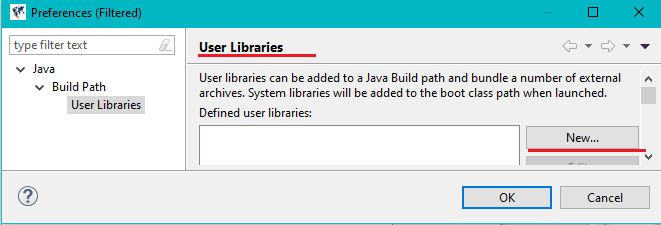 Preferences (Filtered)
type filter text
User Libraries
Java
Build Path
User Libraries
User libraries can be added to a Java Build path and bundle a number of external
archives. System libraries will be added to the boot class path when launched.
Defined user libraries:
New...
OK
Cancel